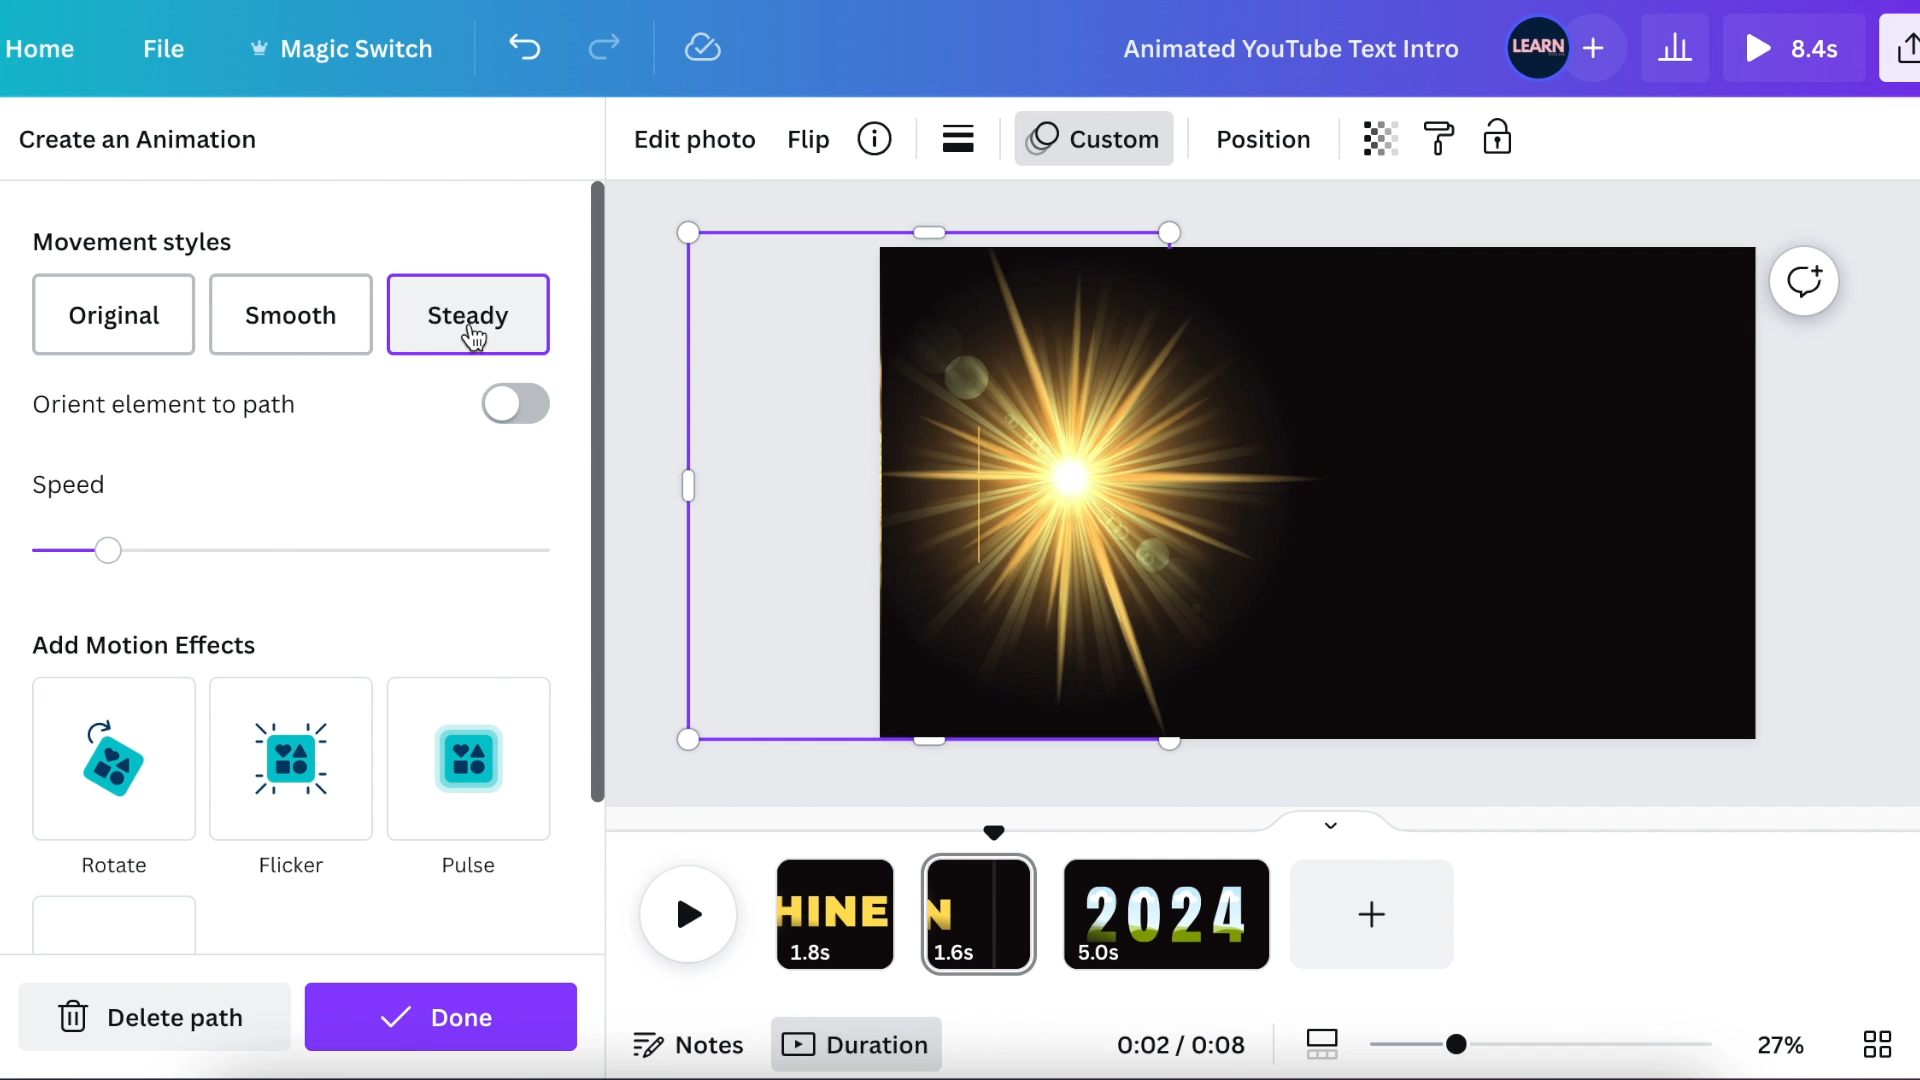 Home File Magic Switch Animated YouTube Text Intro LEARN 8.4s
Create an Animation Edit photo Flip Custom Position
Movement styles
Original Smooth Steady
Orient element to path
Speed
Add Motion Effects
Rotate Flicker Pulse
HINE 1.8s
N 1.6s
2024 5.0s
Delete path Done
Notes Duration 0:02 / 0:08 27%